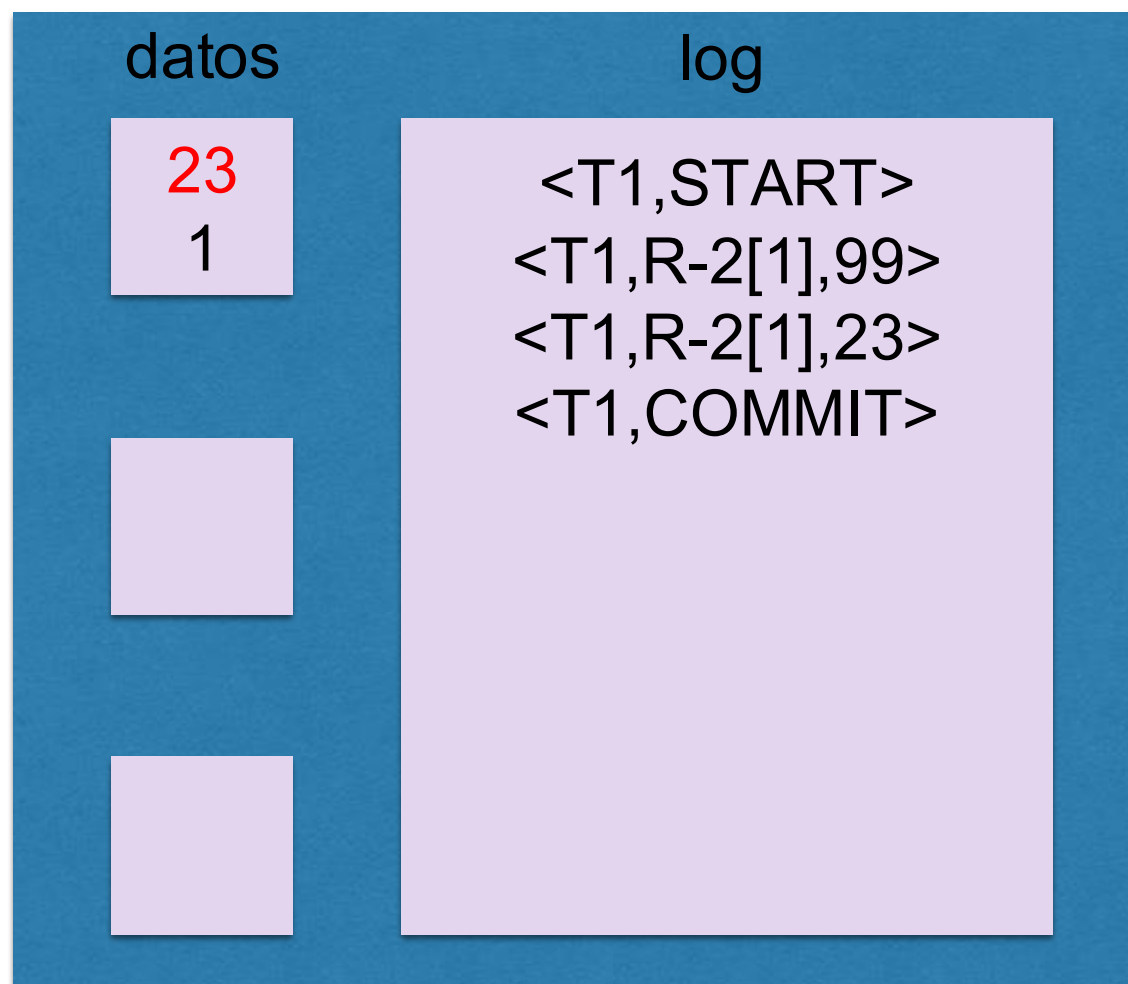 datos
log
23
1
<T1,START>
<T1,R-2[1],99>
<T1,R-2[1],23>
<T1,COMMIT>